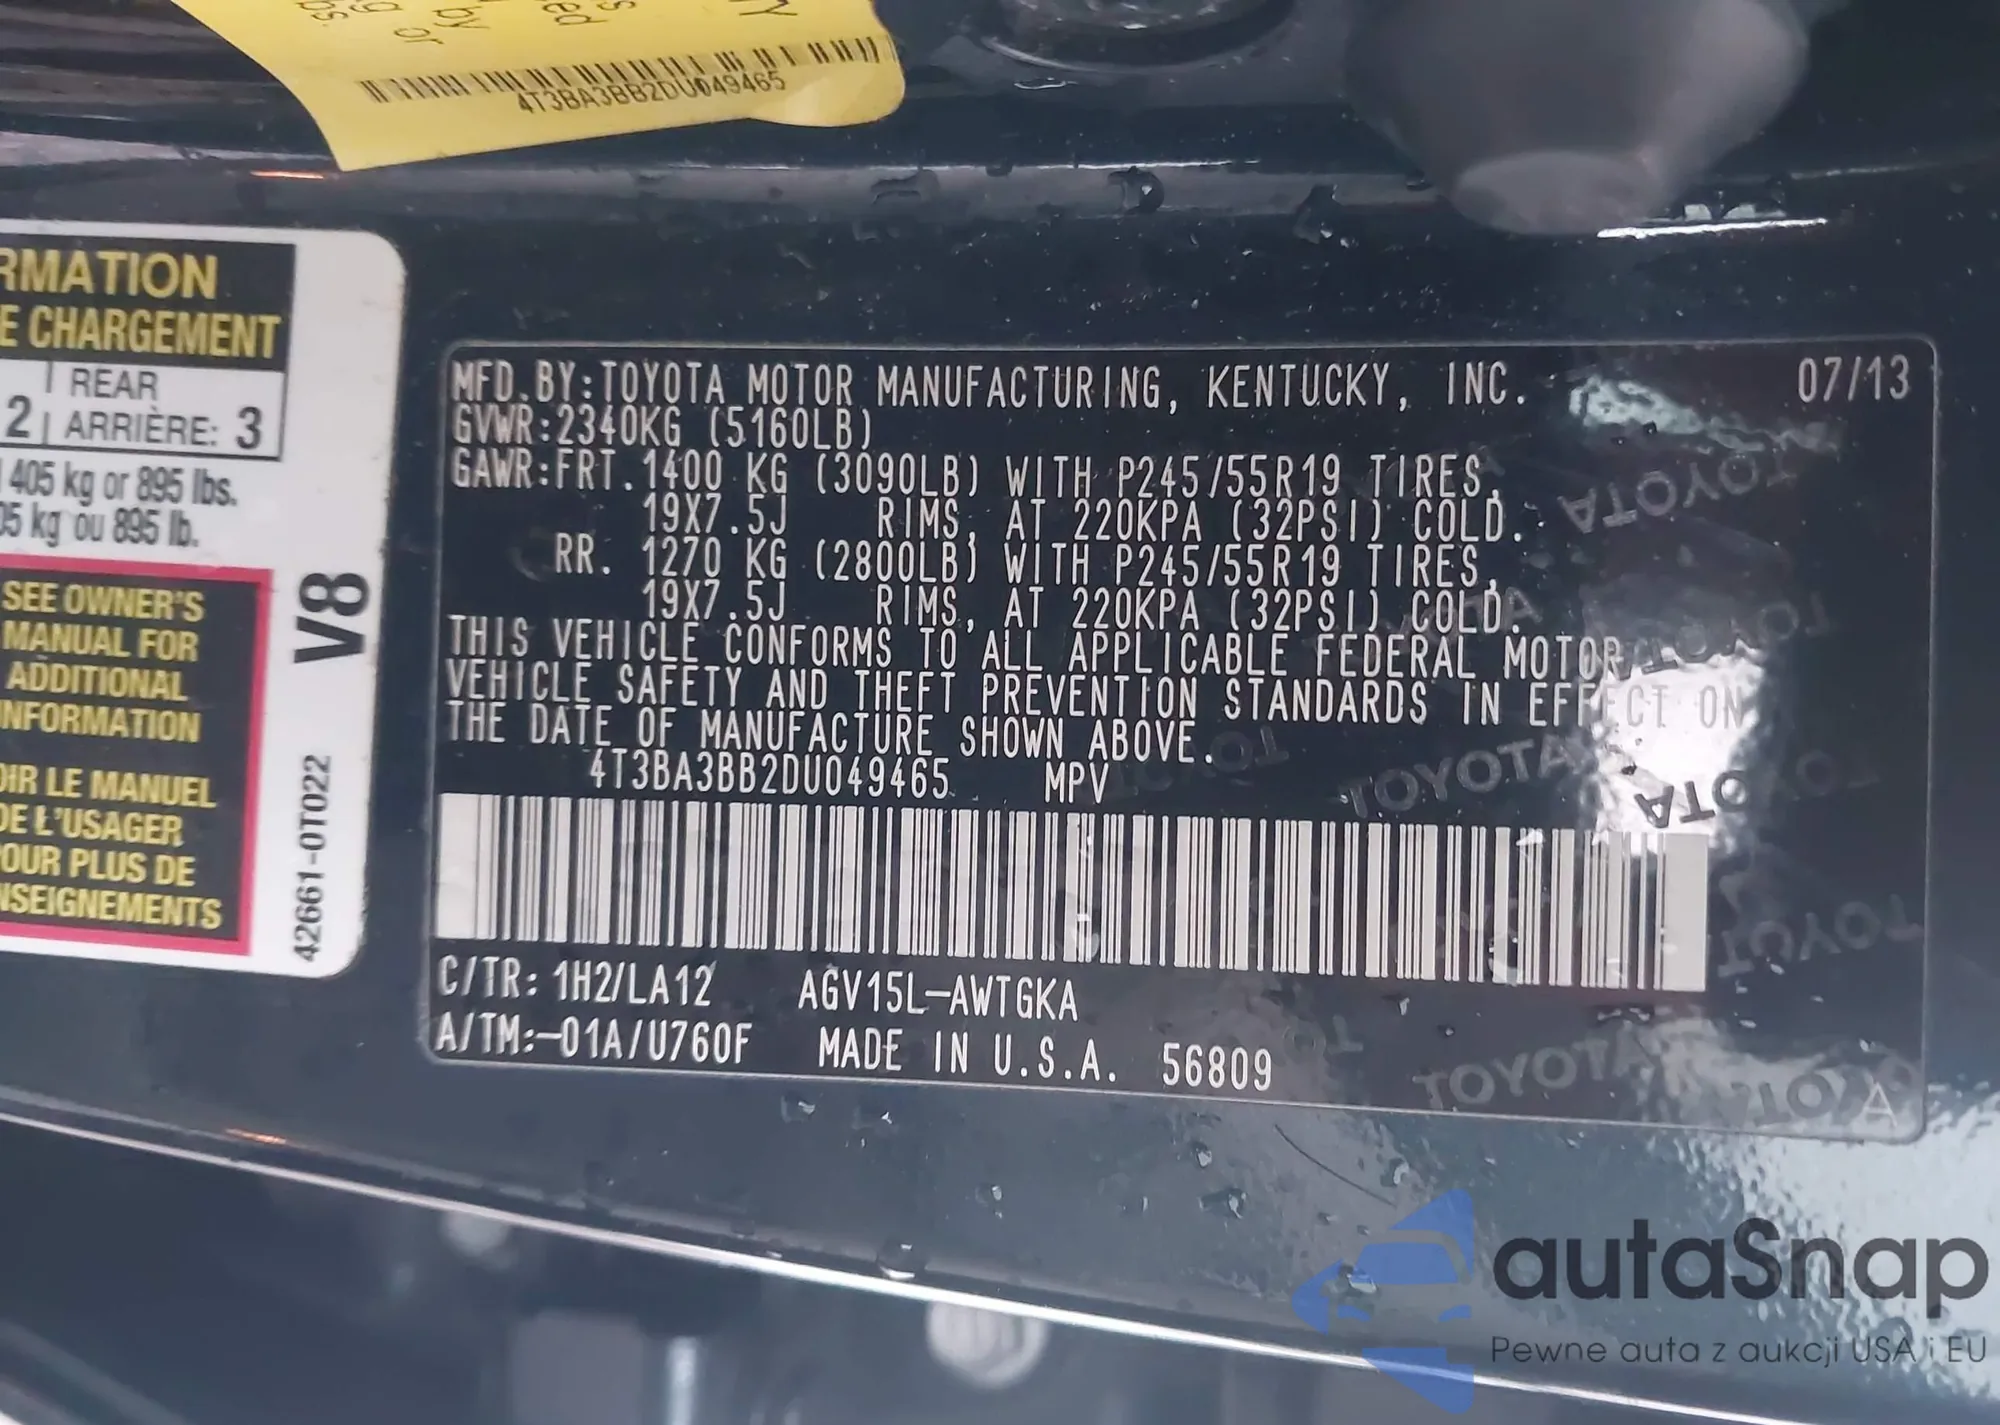 4T3BA3BB2DU049465
RMATION
E CHARGEMENT
REAR
2 ARRIÈRE: 3
405 kg or 895 lbs.
05 kg ou 895 lb.
SEE OWNER'S
MANUAL FOR
ADDITIONAL
INFORMATION
OIR LE MANUEL
DE L'USAGER
POUR PLUS DE
NSEIGNEMENTS
V8
42661-0T022
MFD.BY:TOYOTA MOTOR MANUFACTURING, KENTUCKY, INC. 07/13
GVWR:2340KG (5160LB)
GAWR:FRT.1400 KG (3090LB) WITH P245/55R19 TIRES,
19X7.5J RIMS, AT 220KPA (32PSI) COLD.
RR. 1270 KG (2800LB) WITH P245/55R19 TIRES,
19X7.5J RIMS, AT 220KPA (32PSI) COLD.
THIS VEHICLE CONFORMS TO ALL APPLICABLE FEDERAL MOTOR
VEHICLE SAFETY AND THEFT PREVENTION STANDARDS IN EFFECT ON
THE DATE OF MANUFACTURE SHOWN ABOVE.
4T3BA3BB2DU049465 MPV
C/TR: 1H2/LA12 AGV15L-AWTGKA
A/TM:-01A/U760F MADE IN U.S.A. 56809
A
TOYOTA
TOYOTA
TOYOTA
TOYOTA
TOYOTA
autaSnap
Pewne auta z aukcji USA i EU